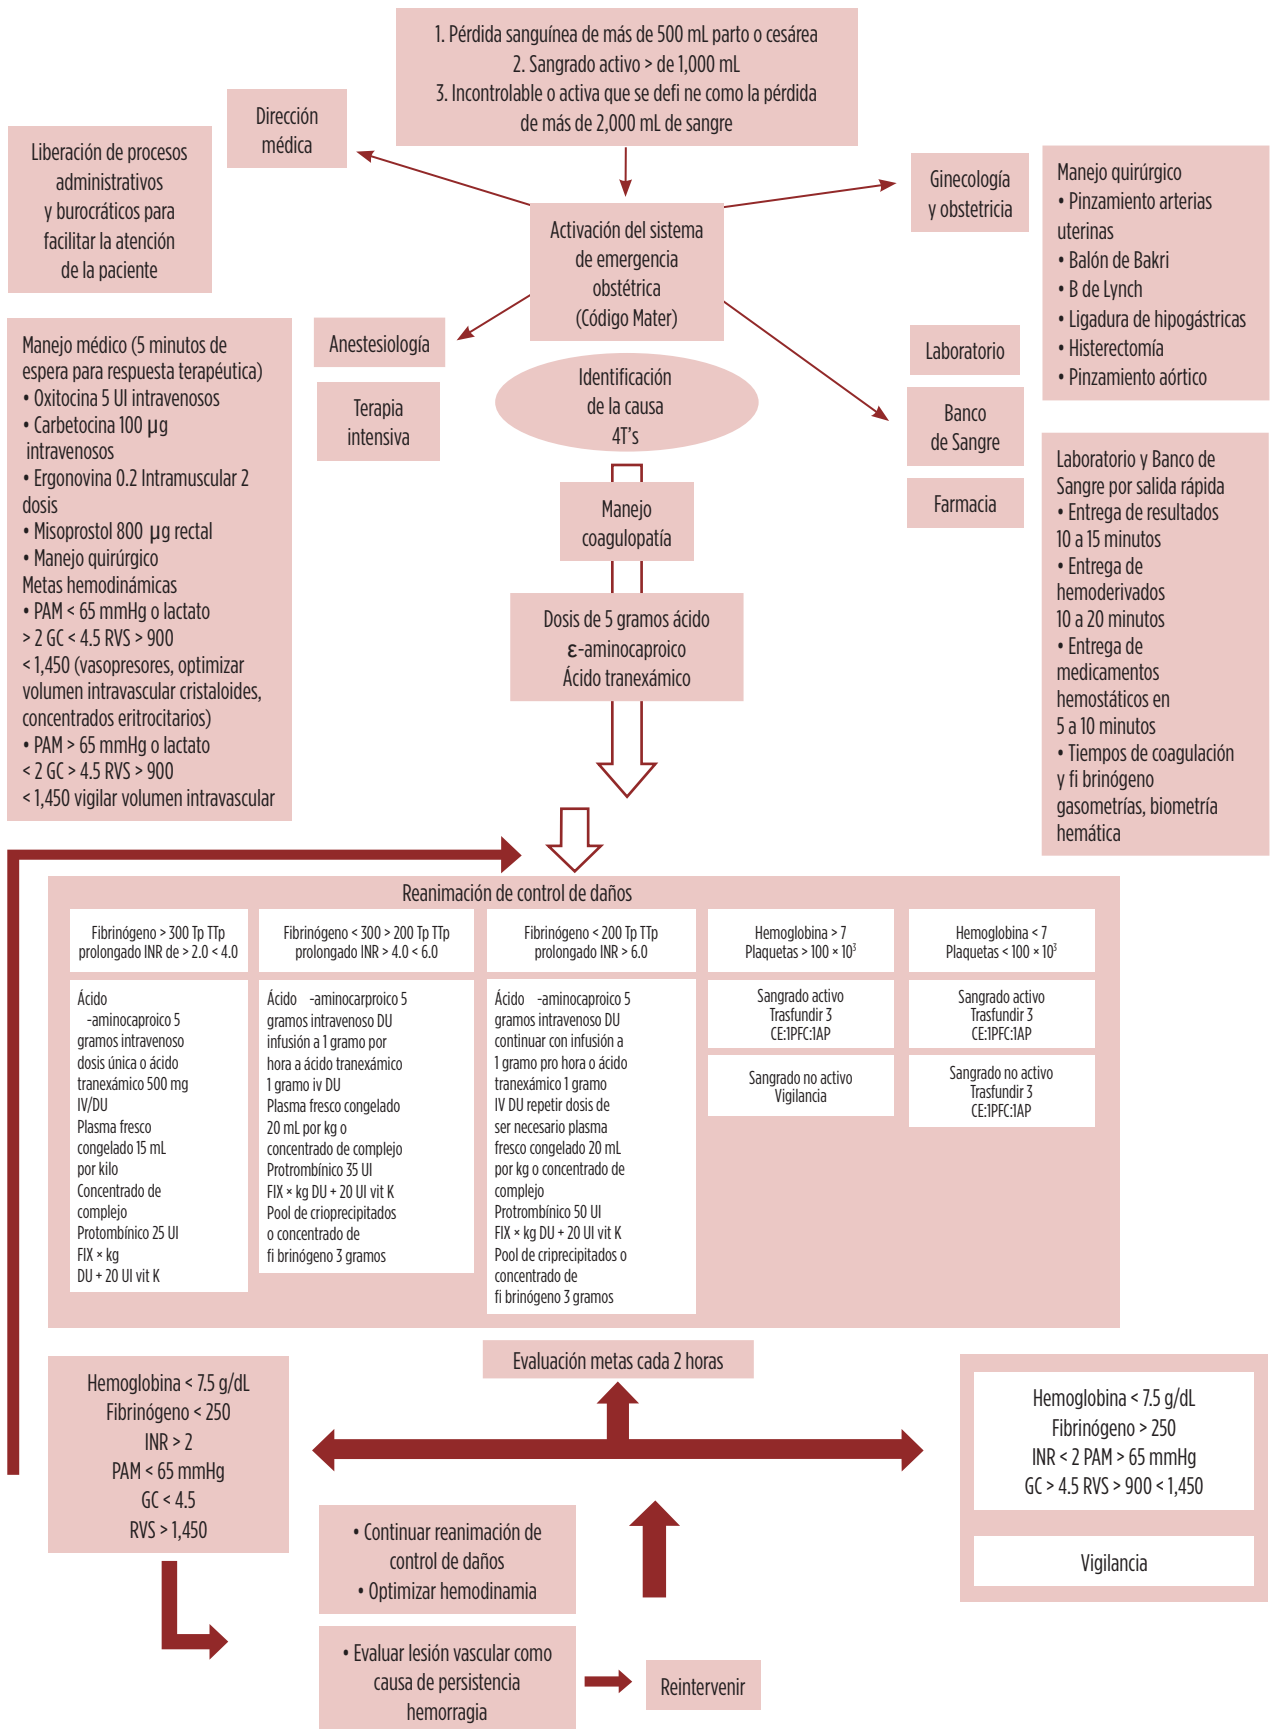 1. Pérdida sanguínea de más de 500 mL parto o cesárea
2. Sangrado activo > de 1,000 mL
3. Incontrolable o activa que se defi ne como la pérdida
de más de 2,000 mL de sangre
Dirección
médica
Liberación de procesos
administrativos
y burocráticos para
facilitar la atención
de la paciente
Activación del sistema
de emergencia
obstétrica
(Código Mater)
Ginecología
y obstetricia
Manejo quirúrgico
• Pinzamiento arterias
uterinas
• Balón de Bakri
• B de Lynch
• Ligadura de hipogástricas
• Histerectomía
• Pinzamiento aórtico
Manejo médico (5 minutos de
espera para respuesta terapéutica)
• Oxitocina 5 UI intravenosos
• Carbetocina 100 µg
intravenosos
• Ergonovina 0.2 Intramuscular 2
dosis
• Misoprostol 800 µg rectal
• Manejo quirúrgico
Metas hemodinámicas
• PAM < 65 mmHg o lactato
> 2 GC < 4.5 RVS > 900
< 1,450 (vasopresores, optimizar
volumen intravascular cristaloides,
concentrados eritrocitarios)
• PAM > 65 mmHg o lactato
< 2 GC > 4.5 RVS > 900
< 1,450 vigilar volumen intravascular
Anestesiología
Terapia
intensiva
Identificación
de la causa
4T's
Laboratorio
Banco
de Sangre
Farmacia
Laboratorio y Banco de
Sangre por salida rápida
• Entrega de resultados
10 a 15 minutos
• Entrega de
hemoderivados
10 a 20 minutos
• Entrega de
medicamentos
hemostáticos en
5 a 10 minutos
• Tiempos de coagulación
y fi brinógeno
gasometrías, biometría
hemática
Manejo
coagulopatía
Dosis de 5 gramos ácido
ε-aminocaproico
Ácido tranexámico
Reanimación de control de daños
Fibrinógeno > 300 Tp TTp
prolongado INR de > 2.0 < 4.0
Ácido
-aminocaproico 5
gramos intravenoso
dosis única o ácido
tranexámico 500 mg
IV/DU
Plasma fresco
congelado 15 mL
por kilo
Concentrado de
complejo
Protombínico 25 UI
FIX × kg
DU + 20 UI vit K
Fibrinógeno < 300 > 200 Tp TTp
prolongado INR > 4.0 < 6.0
Ácido -aminocarproico 5
gramos intravenoso DU
infusión a 1 gramo por
hora a ácido tranexámico
1 gramo iv DU
Plasma fresco congelado
20 mL por kg o
concentrado de complejo
Protrombínico 35 UI
FIX × kg DU + 20 UI vit K
Pool de crioprecipitados
o concentrado de
fi brinógeno 3 gramos
Fibrinógeno < 200 Tp TTp
prolongado INR > 6.0
Ácido -aminocaproico 5
gramos intravenoso DU
continuar con infusión a
1 gramo pro hora o ácido
tranexámico 1 gramo
IV DU repetir dosis de
ser necesario plasma
fresco congelado 20 mL
por kg o concentrado de
complejo
Protrombínico 50 UI
FIX × kg DU + 20 UI vit K
Pool de criprecipitados o
concentrado de
fi brinógeno 3 gramos
Hemoglobina > 7
Plaquetas > 100 × 10³
Sangrado activo
Trasfundir 3
CE:1PFC:1AP
Sangrado no activo
Vigilancia
Hemoglobina < 7
Plaquetas < 100 × 10³
Sangrado activo
Trasfundir 3
CE:1PFC:1AP
Sangrado no activo
Trasfundir 3
CE:1PFC:1AP
Evaluación metas cada 2 horas
Hemoglobina < 7.5 g/dL
Fibrinógeno < 250
INR > 2
PAM < 65 mmHg
GC < 4.5
RVS > 1,450
Hemoglobina < 7.5 g/dL
Fibrinógeno > 250
INR < 2 PAM > 65 mmHg
GC > 4.5 RVS > 900 < 1,450
Vigilancia
• Continuar reanimación de
control de daños
• Optimizar hemodinamia
• Evaluar lesión vascular como
causa de persistencia
hemorragia
Reintervenir